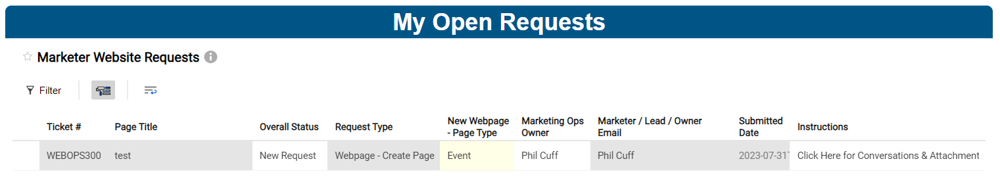 My Open Requests
Marketer Website Requests
Filter
Ticket # Page Title Overall Status Request Type New Webpage - Page Type Marketing Ops Owner Marketer / Lead / Owner Email Submitted Date Instructions
WEBOPS300 test New Request Webpage - Create Page Event Phil Cuff Phil Cuff 2023-07-31T Click Here for Conversations & Attachment